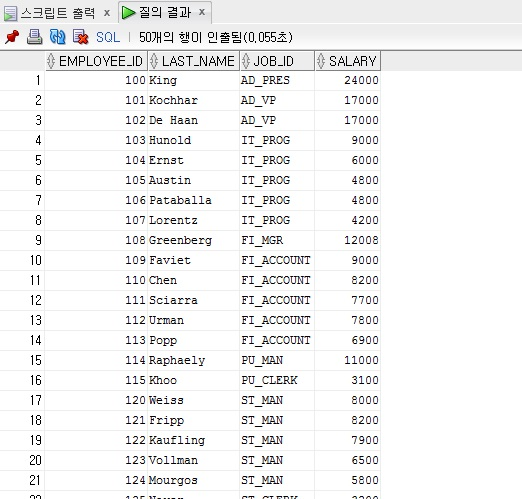 스크립트 출력 x 질의 결과 x
SQL | 50개의 행이 인출됨(0,055초)
EMPLOYEE_ID LAST_NAME JOB_ID SALARY
1 100 King AD_PRES 24000
2 101 Kochhar AD_VP 17000
3 102 De Haan AD_VP 17000
4 103 Hunold IT_PROG 9000
5 104 Ernst IT_PROG 6000
6 105 Austin IT_PROG 4800
7 106 Pataballa IT_PROG 4800
8 107 Lorentz IT_PROG 4200
9 108 Greenberg FI_MGR 12008
10 109 Faviet FI_ACCOUNT 9000
11 110 Chen FI_ACCOUNT 8200
12 111 Sciarra FI_ACCOUNT 7700
13 112 Urman FI_ACCOUNT 7800
14 113 Popp FI_ACCOUNT 6900
15 114 Raphaely PU_MAN 11000
16 115 Khoo PU_CLERK 3100
17 120 Weiss ST_MAN 8000
18 121 Fripp ST_MAN 8200
19 122 Kaufling ST_MAN 7900
20 123 Vollman ST_MAN 6500
21 124 Mourgos ST_MAN 5800